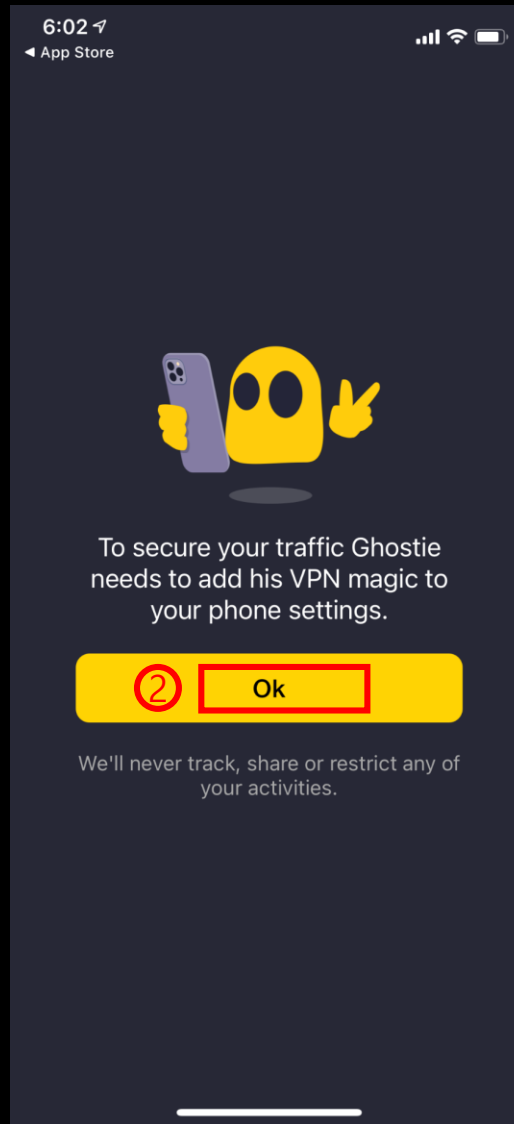 6:02
◀ App Store
To secure your traffic Ghostie
needs to add his VPN magic to
your phone settings.
② Ok
We'll never track, share or restrict any of
your activities.